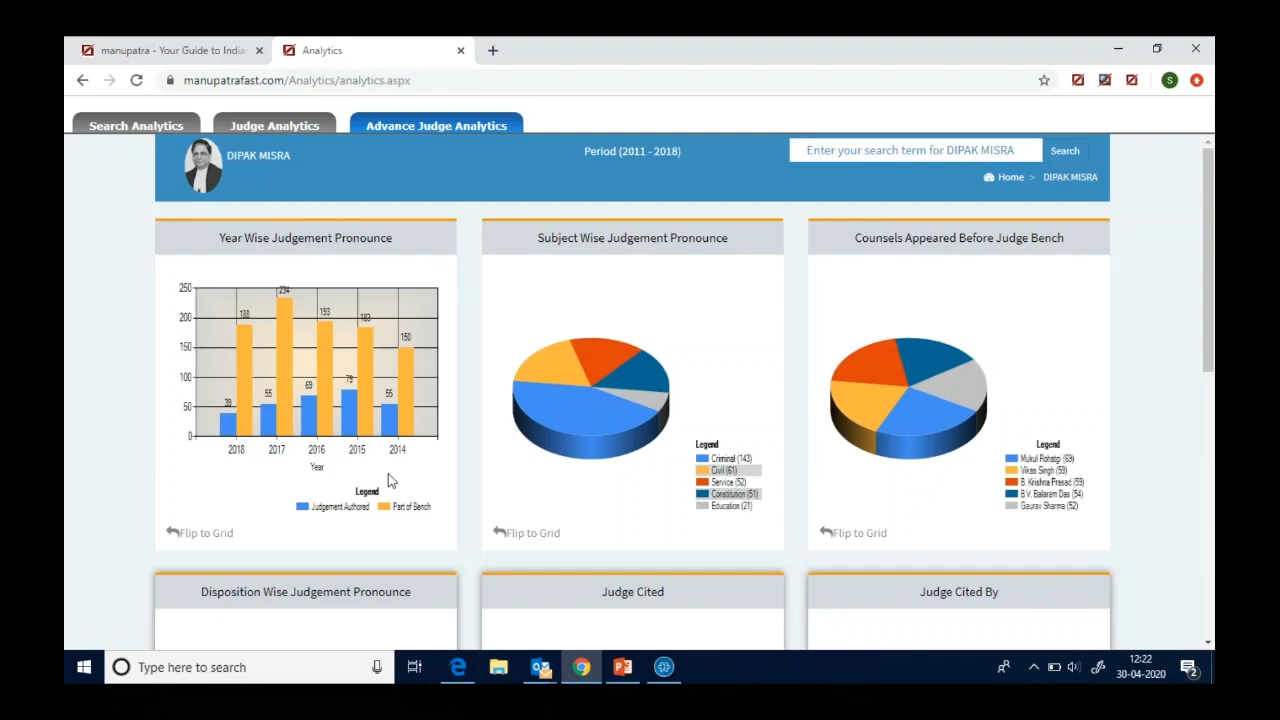 manupatra - Your Guide to India
Analytics
manupatrafast.com/Analytics/analytics.aspx
S
Search Analytics
Judge Analytics
Advance Judge Analytics
DIPAK MISRA
Period (2011 - 2018)
Enter your search term for DIPAK MISRA
Search
Home > DIPAK MISRA
Year Wise Judgement Pronounce
250
200
150
100
50
0
39
188
55
234
69
193
79
183
55
150
2018 2017 2016 2015 2014
Year
Legend
Judgement Authored Part of Bench
Flip to Grid
Subject Wise Judgement Pronounce
Legend
Criminal (143)
Civil (61)
Service (52)
Constitution (51)
Education (21)
Flip to Grid
Counsels Appeared Before Judge Bench
Legend
Mukul Rohatgi (69)
Vikas Singh (59)
B. Krishna Prasad (59)
B.V. Balaram Das (54)
Gaurav Sharma (52)
Flip to Grid
Disposition Wise Judgement Pronounce
Judge Cited
Judge Cited By
Type here to search
12:22
30-04-2020
2